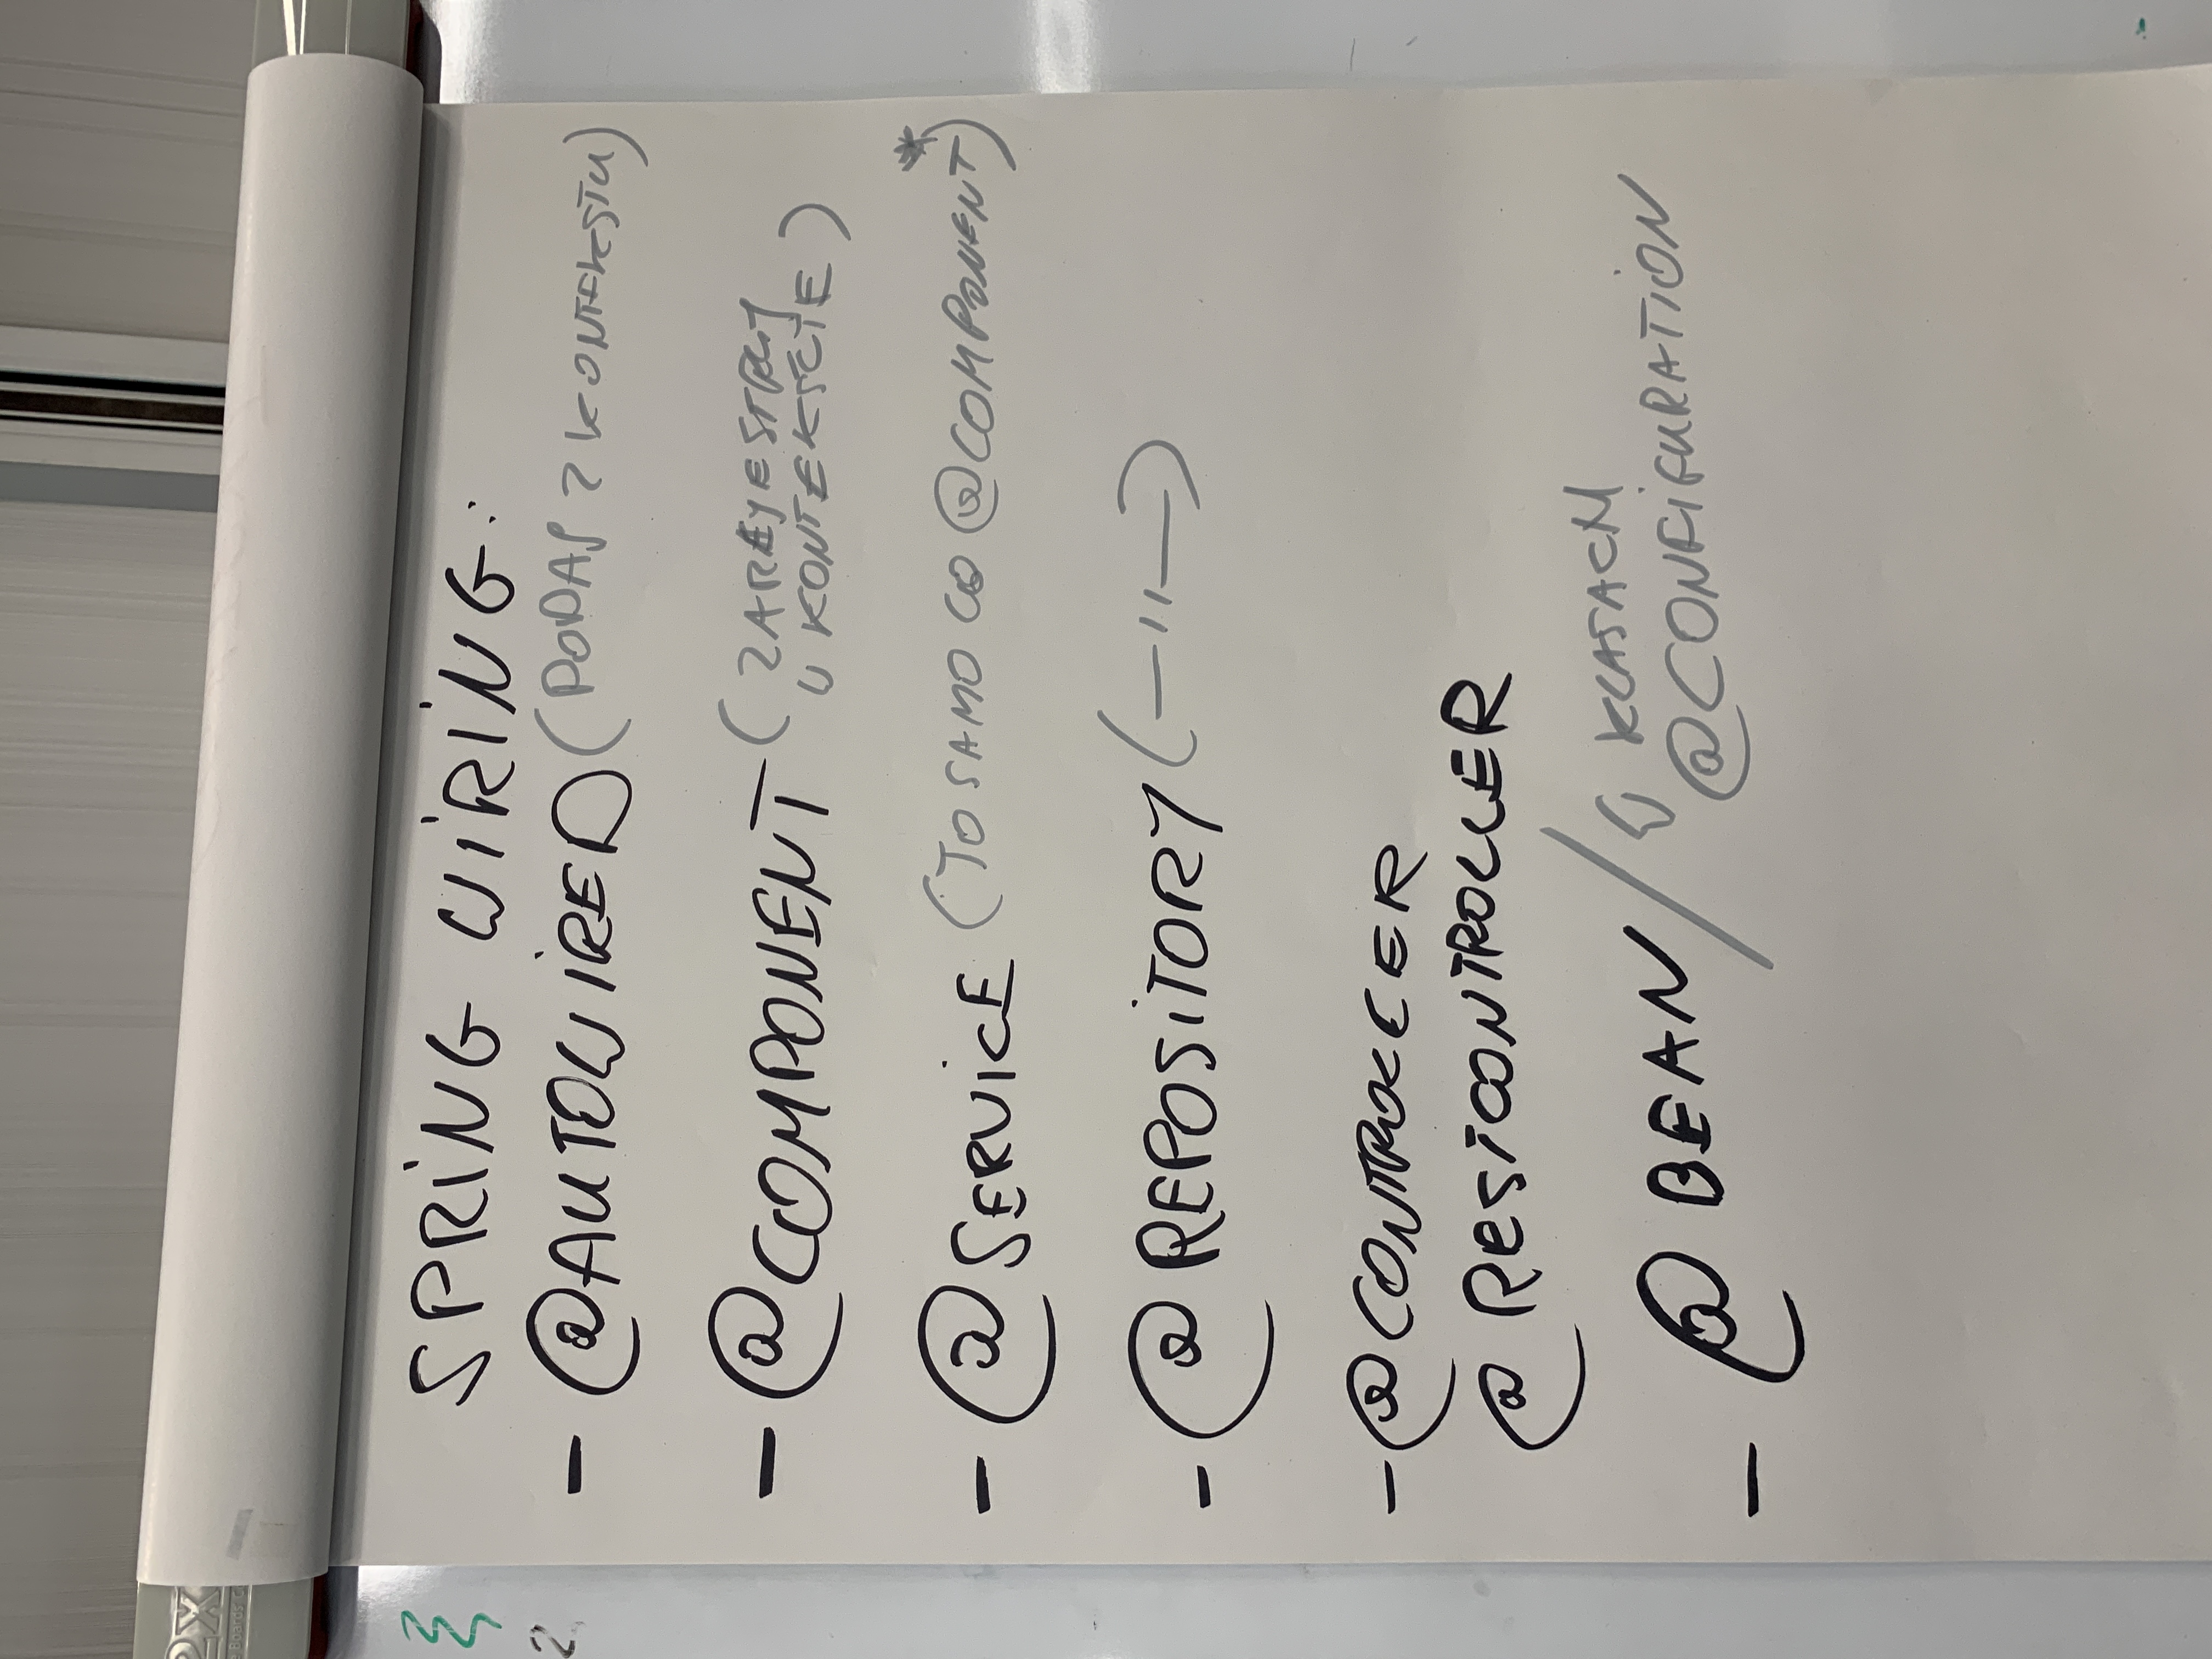 2x
e Boards C
SPRING WIRING:
- @AUTOWIRED (PODAJ Z KONTEKSTU)
- @COMPONENT (ZAREJESTRUJ
W KONTEKŚCIE)
- @SERVICE (TO SAMO CO @COMPONENT*)
- @REPOSITORY (—"—)
- @CONTROLLER
@RESTCONTROLLER
- @BEAN / W KLASACH
@CONFIGURATION
2.